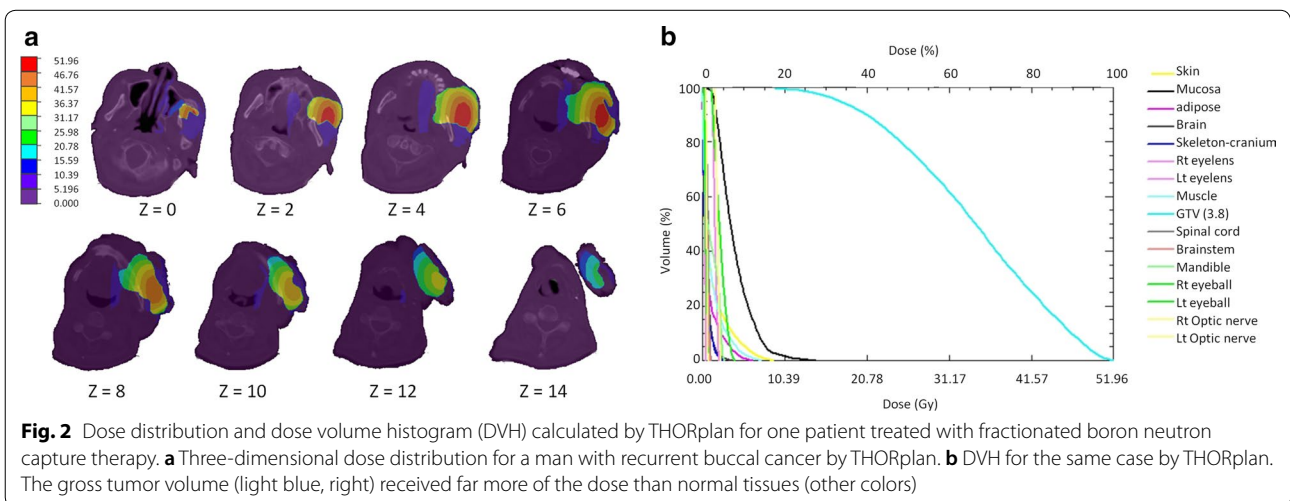 a
51.96
46.76
41.57
36.37
31.17
25.98
20.78
15.59
10.39
5.196
0.000
Z = 0
Z = 2
Z = 4
Z = 6
Z = 8
Z = 10
Z = 12
Z = 14
b
Dose (%)
0 20 40 60 80 100
Volume (%)
100
80
60
40
20
0
0.00 10.39 20.78 31.17 41.57 51.96
Dose (Gy)
Skin
Mucosa
adipose
Brain
Skeleton-cranium
Rt eyelens
Lt eyelens
Muscle
GTV (3.8)
Spinal cord
Brainstem
Mandible
Rt eyeball
Lt eyeball
Rt Optic nerve
Lt Optic nerve
Fig. 2 Dose distribution and dose volume histogram (DVH) calculated by THORplan for one patient treated with fractionated boron neutron
capture therapy. a Three-dimensional dose distribution for a man with recurrent buccal cancer by THORplan. b DVH for the same case by THORplan.
The gross tumor volume (light blue, right) received far more of the dose than normal tissues (other colors)